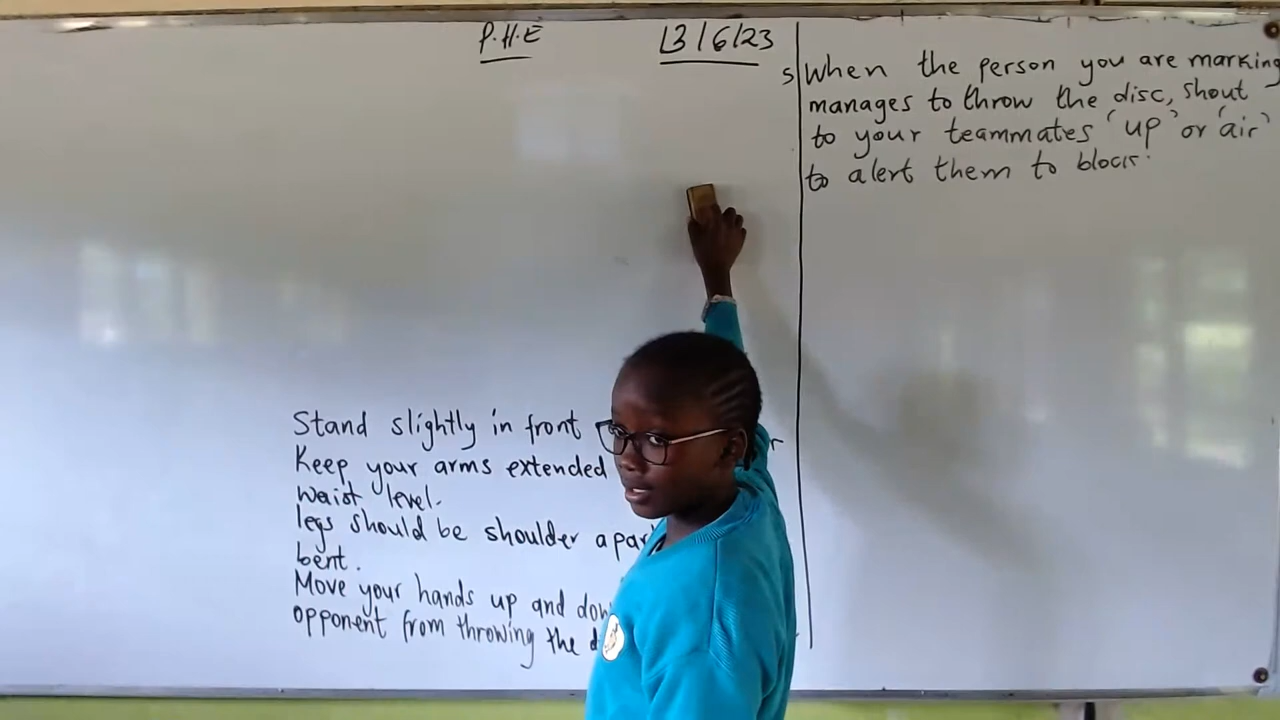 P.H.E 13/6/23
Stand slightly in front
Keep your arms extended
waist level.
legs should be shoulder apart
bent.
Move your hands up and down
opponent from throwing the
When the person you are marking
manages to throw the disc, shout
to your teammates 'up' or 'air'
to alert them to block.